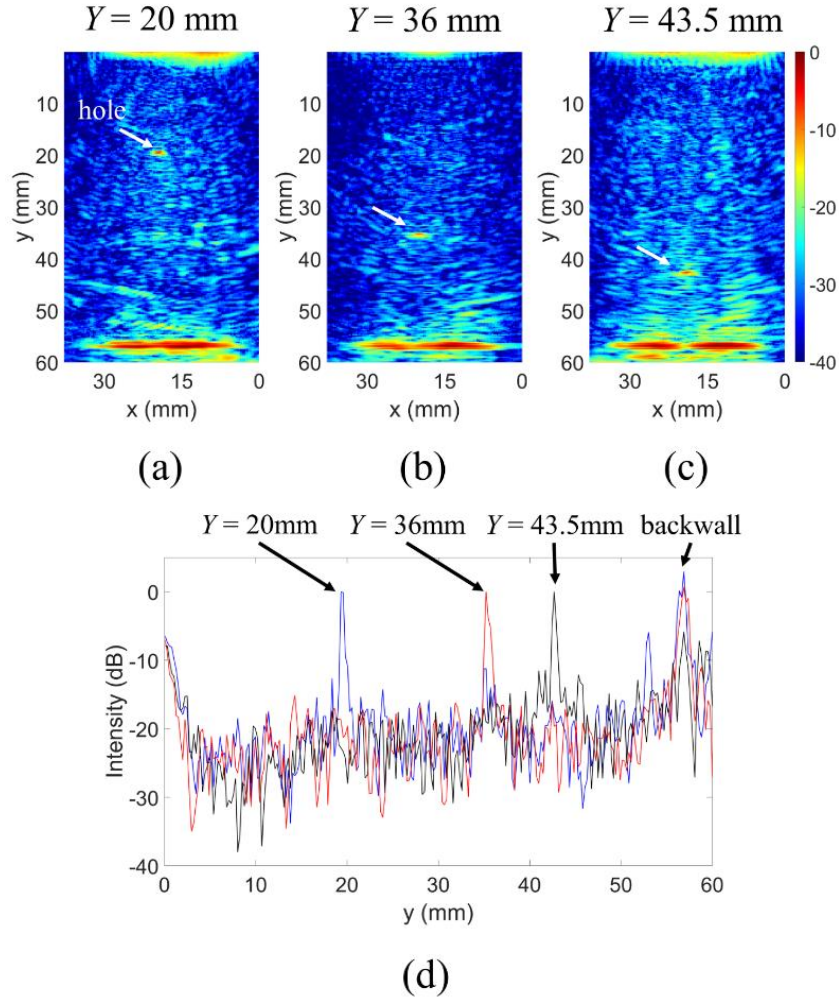 Y = 20 mm
Y = 36 mm
Y = 43.5 mm
hole
y (mm)
10
20
30
40
50
60
30
15
0
x (mm)
y (mm)
10
20
30
40
50
60
30
15
0
x (mm)
y (mm)
10
20
30
40
50
60
30
15
0
x (mm)
0
-10
-20
-30
-40
(a)
(b)
(c)
Y = 20mm
Y = 36mm
Y = 43.5mm
backwall
Intensity (dB)
0
-10
-20
-30
-40
0
10
20
30
40
50
60
y (mm)
(d)